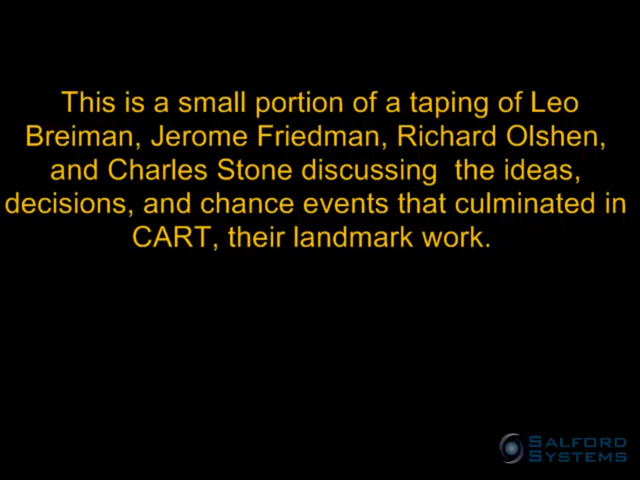 This is a small portion of a taping of Leo
Breiman, Jerome Friedman, Richard Olshen,
and Charles Stone discussing  the ideas,
decisions, and chance events that culminated in
CART, their landmark work.
SALFORD
SYSTEMS